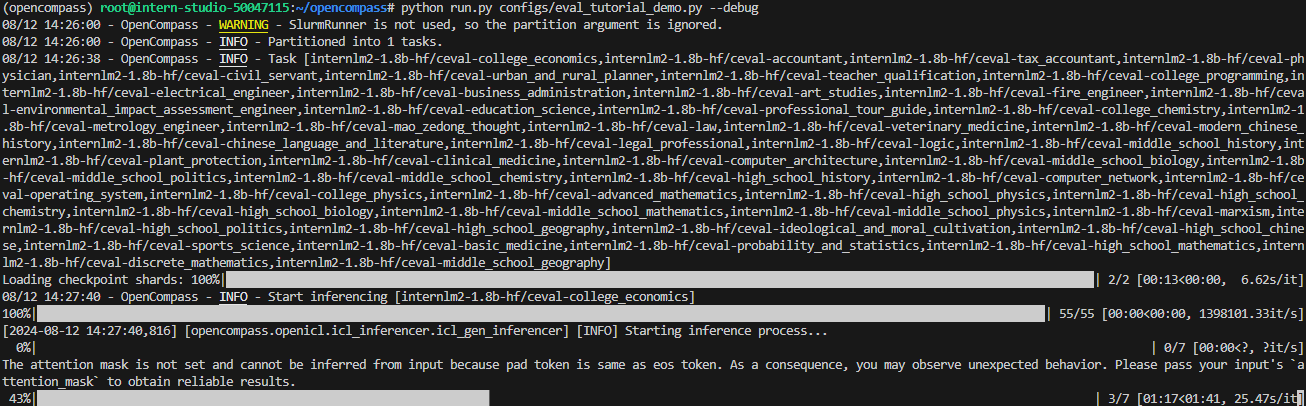 (opencompass) root@intern-studio-50047115:~/opencompass# python run.py configs/eval_tutorial_demo.py --debug
08/12 14:26:00 - OpenCompass - WARNING - SlurmRunner is not used, so the partition argument is ignored.
08/12 14:26:00 - OpenCompass - INFO - Partitioned into 1 tasks.
08/12 14:26:38 - OpenCompass - INFO - Task [internlm2-1.8b-hf/ceval-college_economics,internlm2-1.8b-hf/ceval-accountant,internlm2-1.8b-hf/ceval-tax_accountant,internlm2-1.8b-hf/ceval-ph
ysician,internlm2-1.8b-hf/ceval-civil_servant,internlm2-1.8b-hf/ceval-urban_and_rural_planner,internlm2-1.8b-hf/ceval-teacher_qualification,internlm2-1.8b-hf/ceval-college_programming,in
ternlm2-1.8b-hf/ceval-electrical_engineer,internlm2-1.8b-hf/ceval-business_administration,internlm2-1.8b-hf/ceval-art_studies,internlm2-1.8b-hf/ceval-fire_engineer,internlm2-1.8b-hf/ceva
l-environmental_impact_assessment_engineer,internlm2-1.8b-hf/ceval-education_science,internlm2-1.8b-hf/ceval-professional_tour_guide,internlm2-1.8b-hf/ceval-college_chemistry,internlm2-1
.8b-hf/ceval-metrology_engineer,internlm2-1.8b-hf/ceval-mao_zedong_thought,internlm2-1.8b-hf/ceval-law,internlm2-1.8b-hf/ceval-veterinary_medicine,internlm2-1.8b-hf/ceval-modern_chinese_
history,internlm2-1.8b-hf/ceval-chinese_language_and_literature,internlm2-1.8b-hf/ceval-legal_professional,internlm2-1.8b-hf/ceval-logic,internlm2-1.8b-hf/ceval-middle_school_history,int
ernlm2-1.8b-hf/ceval-plant_protection,internlm2-1.8b-hf/ceval-clinical_medicine,internlm2-1.8b-hf/ceval-computer_architecture,internlm2-1.8b-hf/ceval-middle_school_biology,internlm2-1.8b
-hf/ceval-middle_school_politics,internlm2-1.8b-hf/ceval-middle_school_chemistry,internlm2-1.8b-hf/ceval-high_school_history,internlm2-1.8b-hf/ceval-computer_network,internlm2-1.8b-hf/ce
val-operating_system,internlm2-1.8b-hf/ceval-college_physics,internlm2-1.8b-hf/ceval-advanced_mathematics,internlm2-1.8b-hf/ceval-high_school_physics,internlm2-1.8b-hf/ceval-high_school_
chemistry,internlm2-1.8b-hf/ceval-high_school_biology,internlm2-1.8b-hf/ceval-middle_school_mathematics,internlm2-1.8b-hf/ceval-middle_school_physics,internlm2-1.8b-hf/ceval-marxism,inte
rnlm2-1.8b-hf/ceval-high_school_politics,internlm2-1.8b-hf/ceval-high_school_geography,internlm2-1.8b-hf/ceval-ideological_and_moral_cultivation,internlm2-1.8b-hf/ceval-high_school_chine
se,internlm2-1.8b-hf/ceval-sports_science,internlm2-1.8b-hf/ceval-basic_medicine,internlm2-1.8b-hf/ceval-probability_and_statistics,internlm2-1.8b-hf/ceval-high_school_mathematics,intern
lm2-1.8b-hf/ceval-discrete_mathematics,internlm2-1.8b-hf/ceval-middle_school_geography]
Loading checkpoint shards: 100%| | 2/2 [00:13<00:00,  6.62s/it]
08/12 14:27:40 - OpenCompass - INFO - Start inferencing [internlm2-1.8b-hf/ceval-college_economics]
100%| | 55/55 [00:00<00:00, 1398101.33it/s]
[2024-08-12 14:27:40,816] [opencompass.openicl.icl_inferencer.icl_gen_inferencer] [INFO] Starting inference process...
0%| | 0/7 [00:00<?, ?it/s]
The attention mask is not set and cannot be inferred from input because pad token is same as eos token. As a consequence, you may observe unexpected behavior. Please pass your input's `a
ttention_mask` to obtain reliable results.
43%| | 3/7 [01:17<01:41, 25.47s/it]